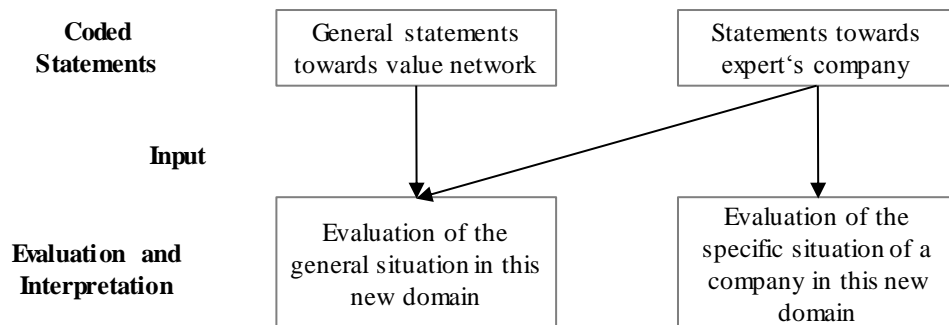 Coded
Statements
General statements
towards value network
Statements towards
expert‘s company
Input
Evaluation and
Interpretation
Evaluation of the
general situation in this
new domain
Evaluation of the
specific situation of a
company in this new
domain